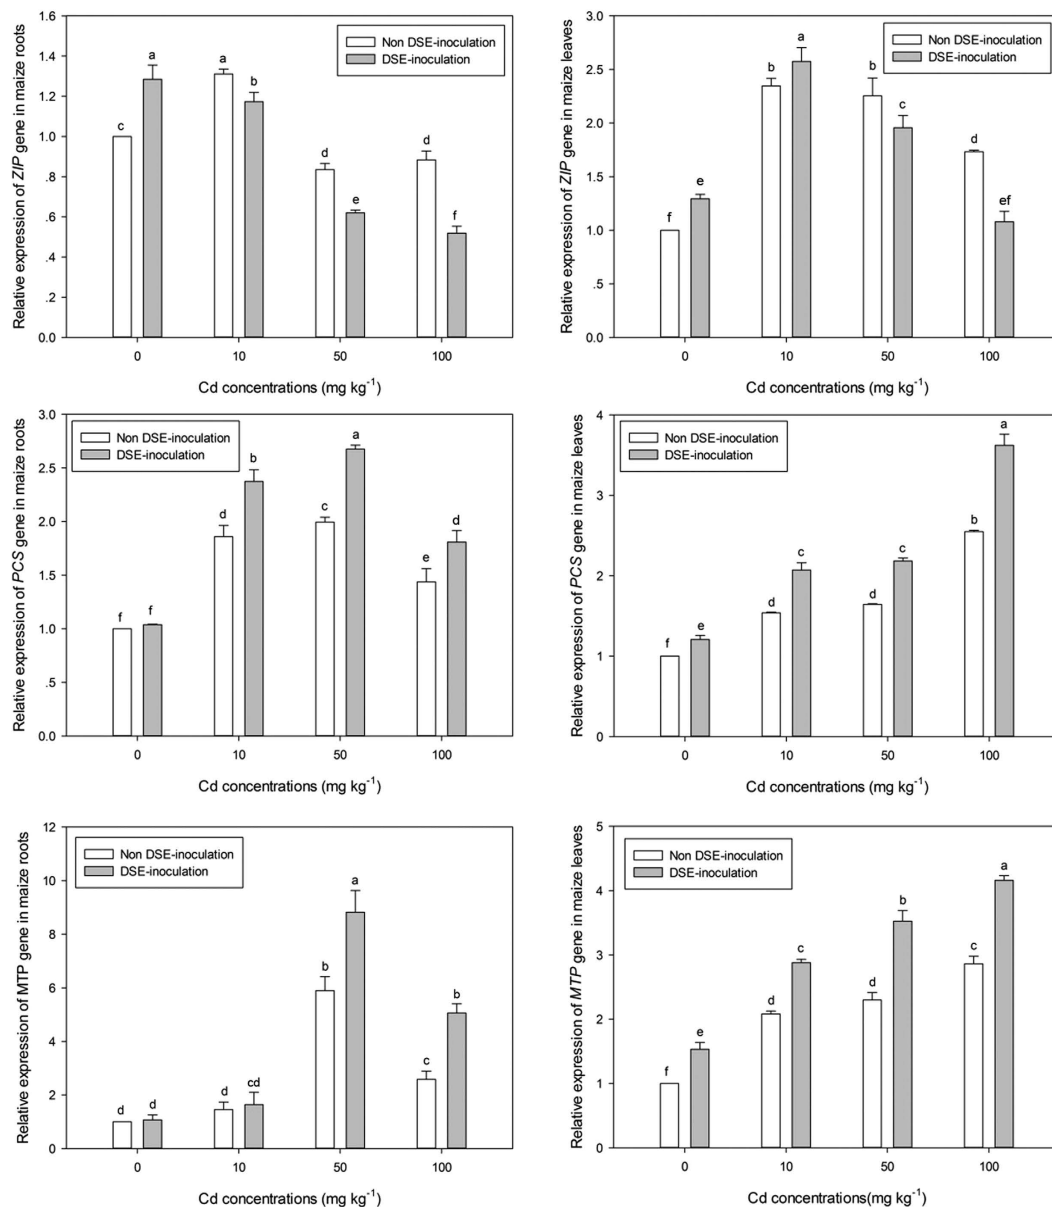 Relative expression of ZIP gene in maize roots
1.6
1.4
1.2
1.0
.8
.6
.4
.2
0.0
Non DSE-inoculation
DSE-inoculation
c
a
a
b
d
e
d
f
0
10
50
100
Cd concentrations (mg kg-1)
Relative expression of ZIP gene in maize leaves
3.0
2.5
2.0
1.5
1.0
.5
0.0
Non DSE-inoculation
DSE-inoculation
f
e
b
a
b
c
d
ef
0
10
50
100
Cd concentrations (mg kg-1)
Relative expression of PCS gene in maize roots
3.0
2.5
2.0
1.5
1.0
.5
0.0
Non DSE-inoculation
DSE-inoculation
f
f
d
b
c
a
e
d
0
10
50
100
Cd concentrations (mg kg-1)
Relative expression of PCS gene in maize leaves
4
3
2
1
0
Non DSE-inoculation
DSE-inoculation
f
e
d
c
d
c
b
a
0
10
50
100
Cd concentrations (mg kg-1)
Relative expression of MTP gene in maize roots
12
10
8
6
4
2
0
Non DSE-inoculation
DSE-inoculation
d
d
d
cd
b
a
c
b
0
10
50
100
Cd concentrations (mg kg-1)
Relative expression of MTP gene in maize leaves
5
4
3
2
1
0
Non DSE-inoculation
DSE-inoculation
f
e
d
c
d
b
c
a
0
10
50
100
Cd concentrations(mg kg-1)